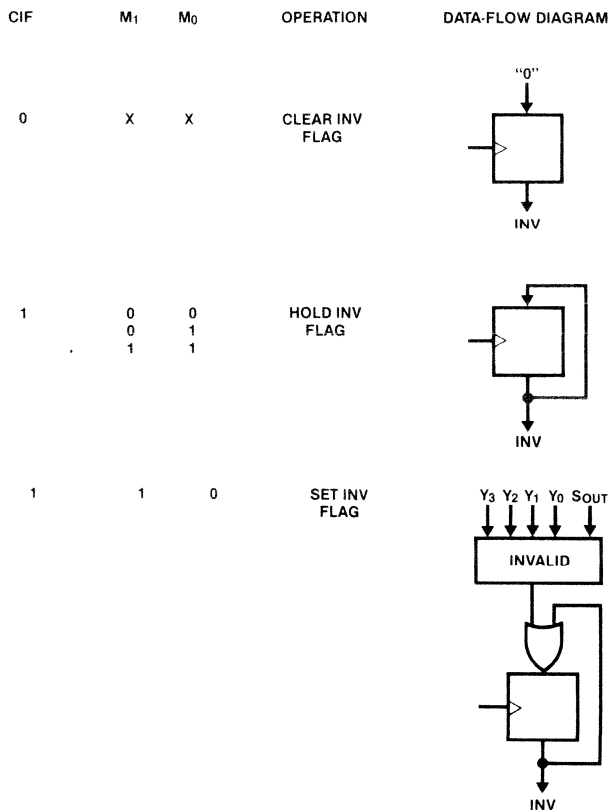 CIF M1 M0 OPERATION DATA-FLOW DIAGRAM
"0"
0 X X CLEAR INV
FLAG
INV
1 0 0 HOLD INV
0 1 FLAG
1 1
INV
1 1 0 SET INV
FLAG
Y3 Y2 Y1 Y0 SOUT
INVALID
INV